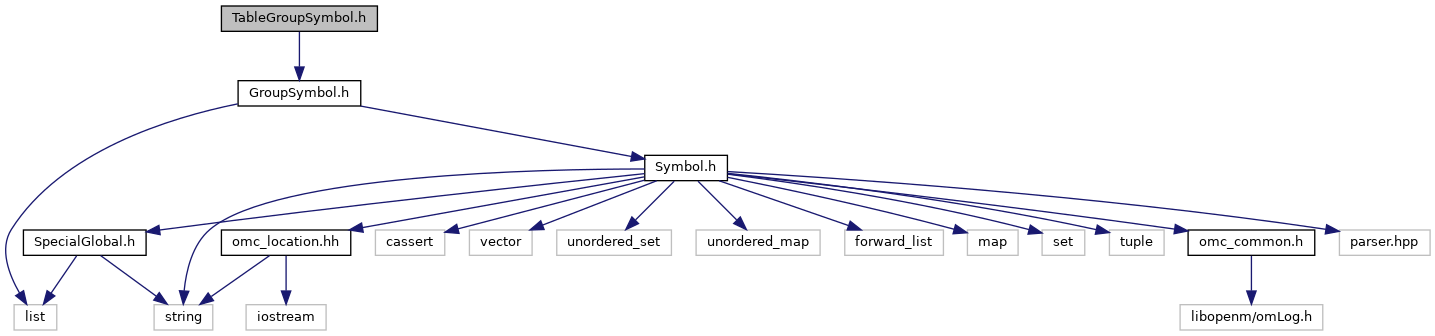 TableGroupSymbol.h
GroupSymbol.h
Symbol.h
SpecialGlobal.h
omc_location.hh
cassert
vector
unordered_set
unordered_map
forward_list
map
set
tuple
omc_common.h
parser.hpp
list
string
iostream
libopenm/omLog.h